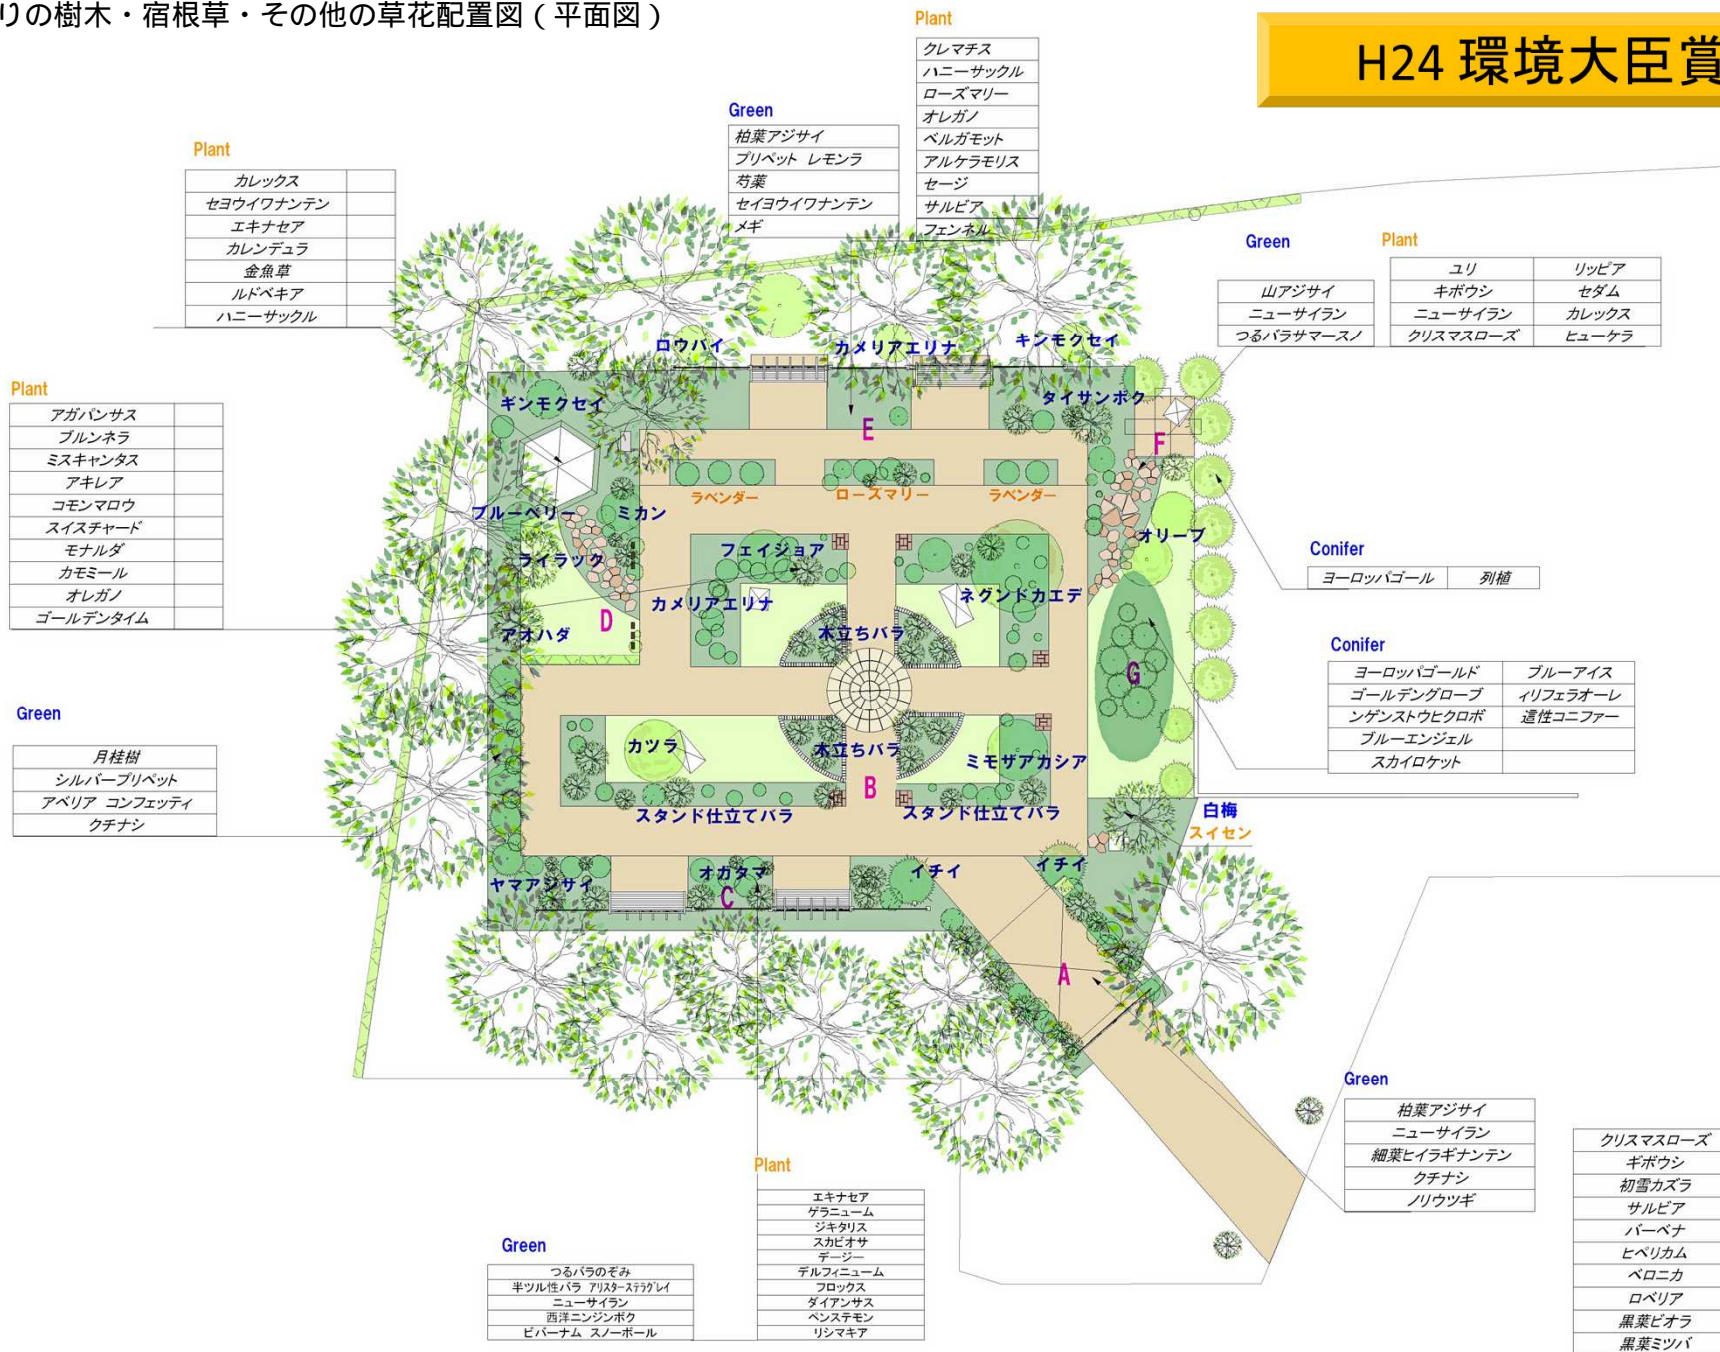 りの樹木・宿根草・その他の草花配置図(平面図)
H24 環境大臣賞
Plant
クレマチス
ハニーサックル
ローズマリー
オレガノ
ベルガモット
アルケラモリス
セージ
サルビア
フェンネル
Green
柏葉アジサイ
プリペット レモンラ
芍薬
セイヨウイワナンテン
メギ
Plant
カレックス
セヨウイワナンテン
エキナセア
カレンデュラ
金魚草
ルドベキア
ハニーサックル
Green
山アジサイ
ニューサイラン
つるバラサマースノ
Plant
ユリ リッピア
キボウシ セダム
ニューサイラン カレックス
クリスマスローズ ヒューケラ
Plant
アガパンサス
ブルンネラ
ミスキャンタス
アキレア
コモンマロウ
スイスチャード
モナルダ
カモミール
オレガノ
ゴールデンタイム
ロウバイ
カメリアエリナ
キンモクセイ
ギンモクセイ
タイサンボク
E
F
ラベンダー
ローズマリー
ラベンダー
ブルーベリー
ミカン
ライラック
フェイジョア
オリーブ
カメリアエリナ
ネグンドカエデ
アオハダ
D
木立ちバラ
G
Conifer
ヨーロッパゴール 列植
Conifer
ヨーロッパゴールド ブルーアイス
ゴールデングローブ ィリフェラオーレ
ンゲンストウヒクロボ 遠性コニファー
ブルーエンジェル
スカイロケット
Green
月桂樹
シルバープリペット
アベリア コンフェッティ
クチナシ
カツラ
木立ちバラ
ミモザアカシア
B
スタンド仕立てバラ
スタンド仕立てバラ
白梅
スイセン
ヤマアジサイ
オガタマ
C
イチイ
イチイ
A
Green
柏葉アジサイ
ニューサイラン
細葉ヒイラギナンテン
クチナシ
ノリウツギ
クリスマスローズ
ギボウシ
初雪カズラ
サルビア
バーベナ
ヒペリカム
ベロニカ
ロベリア
黒葉ビオラ
黒葉ミツバ
Plant
エキナセア
ゲラニューム
ジキタリス
スカビオサ
デージー
デルフィニューム
フロックス
ダイアンサス
ペンステモン
リシマキア
Green
つるバラのぞみ
半ツル性バラ アリスターステラグレイ
ニューサイラン
西洋ニンジンボク
ビバーナム スノーボール